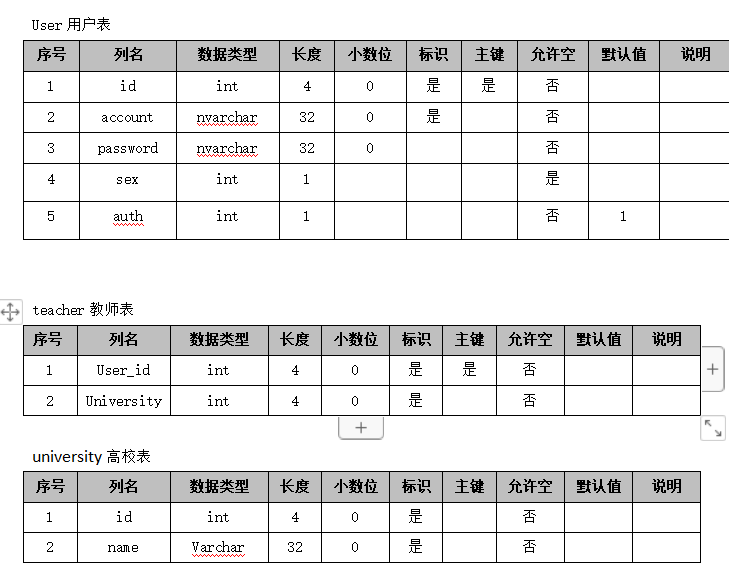 User 用户表
序号 列名 数据类型 长度 小数位 标识 主键 允许空 默认值 说明
1 id int 4 0 是 是 否
2 account nvarchar 32 0 是 否
3 password nvarchar 32 0 否
4 sex int 1 是
5 auth int 1 否 1
teacher 教师表
序号 列名 数据类型 长度 小数位 标识 主键 允许空 默认值 说明
1 User_id int 4 0 是 是 否
2 University int 4 0 是 否
university 高校表
序号 列名 数据类型 长度 小数位 标识 主键 允许空 默认值 说明
1 id int 4 0 是 否
2 name Varchar 32 0 是 否